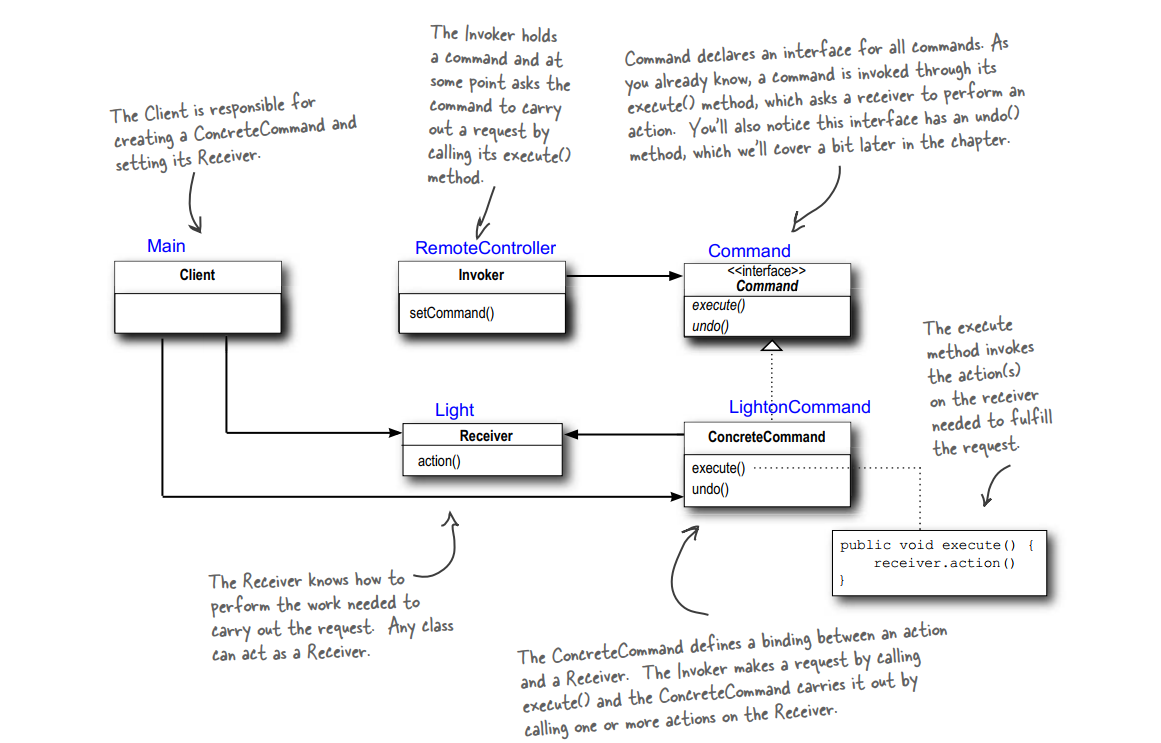 The Client is responsible for
creating a ConcreteCommand and
setting its Receiver.
The Invoker holds
a command and at
some point asks the
command to carry
out a request by
calling its execute()
method.
Command declares an interface for all commands. As
you already know, a command is invoked through its
execute() method, which asks a receiver to perform an
action. You'll also notice this interface has an undo()
method, which we'll cover a bit later in the chapter.
Main
Client
RemoteController
Invoker
setCommand()
Command
<<interface>>
Command
execute()
undo()
The execute
method invokes
the action(s)
on the receiver
needed to fulfill
the request.
Light
Receiver
action()
LightonCommand
ConcreteCommand
execute()
undo()
public void execute() {
receiver.action()
}
The Receiver knows how to
perform the work needed to
carry out the request. Any class
can act as a Receiver.
The ConcreteCommand defines a binding between an action
and a Receiver. The Invoker makes a request by calling
execute() and the ConcreteCommand carries it out by
calling one or more actions on the Receiver.